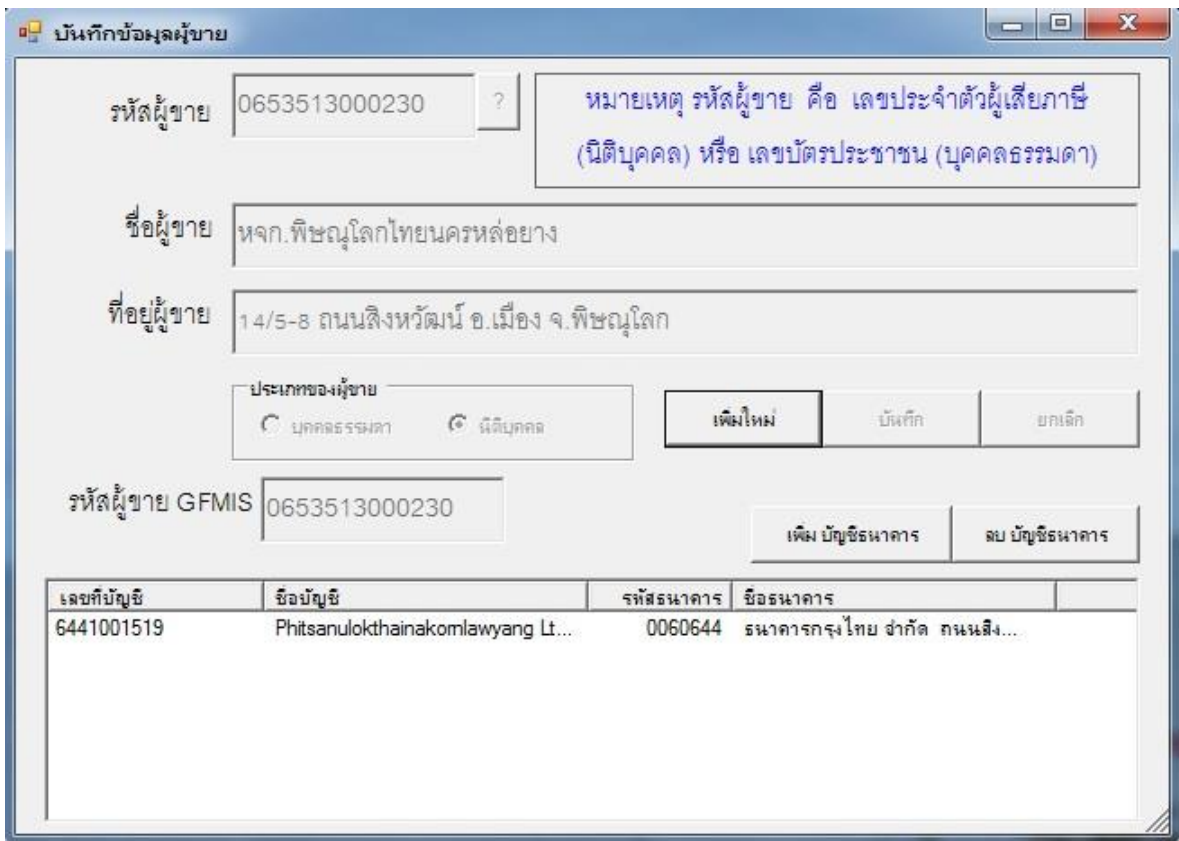 บันทึกข้อมูลผู้ขาย
รหัสผู้ขาย 0653513000230 ?
หมายเหตุ รหัสผู้ขาย คือ เลขประจำตัวผู้เสียภาษี
(นิติบุคคล) หรือ เลขบัตรประชาชน (บุคคลธรรมดา)
ชื่อผู้ขาย หจก.พิษณุโลกไทยนครหล่อยาง
ที่อยู่ผู้ขาย 14/5-8 ถนนสิงหวัฒน์ อ.เมือง จ.พิษณุโลก
ประเภทของผู้ขาย
บุคคลธรรมดา นิติบุคคล
เพิ่มใหม่ บันทึก ยกเลิก
รหัสผู้ขาย GFMIS 0653513000230
เพิ่ม บัญชีธนาคาร ลบ บัญชีธนาคาร
เลขที่บัญชี ชื่อบัญชี รหัสธนาคาร ชื่อธนาคาร
6441001519 Phitsanulokthainakornlawyang Lt... 0060644 ธนาคารกรุงไทย จำกัด ถนนสิง...